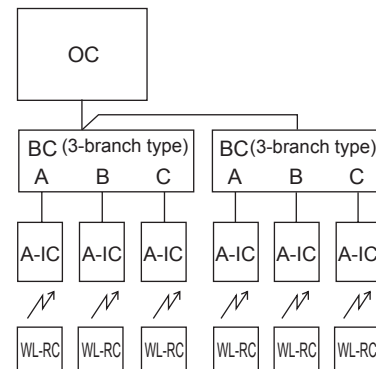 OC
BC (3-branch type) BC (3-branch type)
A B C A B C
A-IC A-IC A-IC A-IC A-IC A-IC
WL-RC WL-RC WL-RC WL-RC WL-RC WL-RC